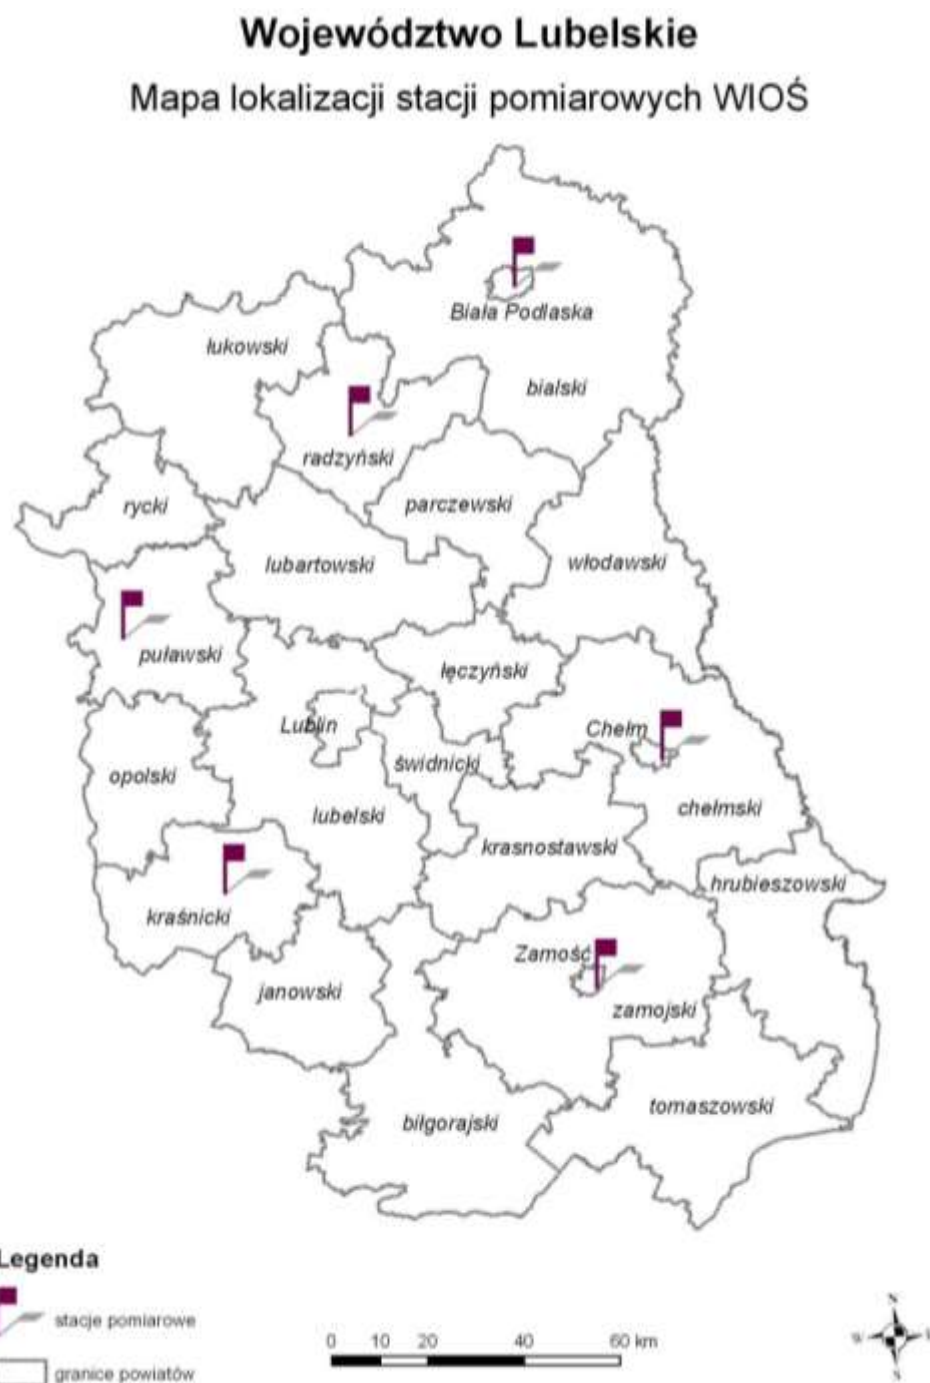 Województwo Lubelskie
Mapa lokalizacji stacji pomiarowych WIOŚ
Biała Podlaska
łukowski
bialski
radzyński
parczewski
rycki
lubartowski
włodawski
puławski
łęczyński
Lublin
Chełm
świdnicki
opolski
lubelski
chełmski
krasnostawski
hrubieszowski
kraśnicki
Zamość
janowski
zamojski
tomaszowski
biłgorajski
Legenda
stacje pomiarowe
granice powiatów
0 10 20 40 60 km
N
W
S